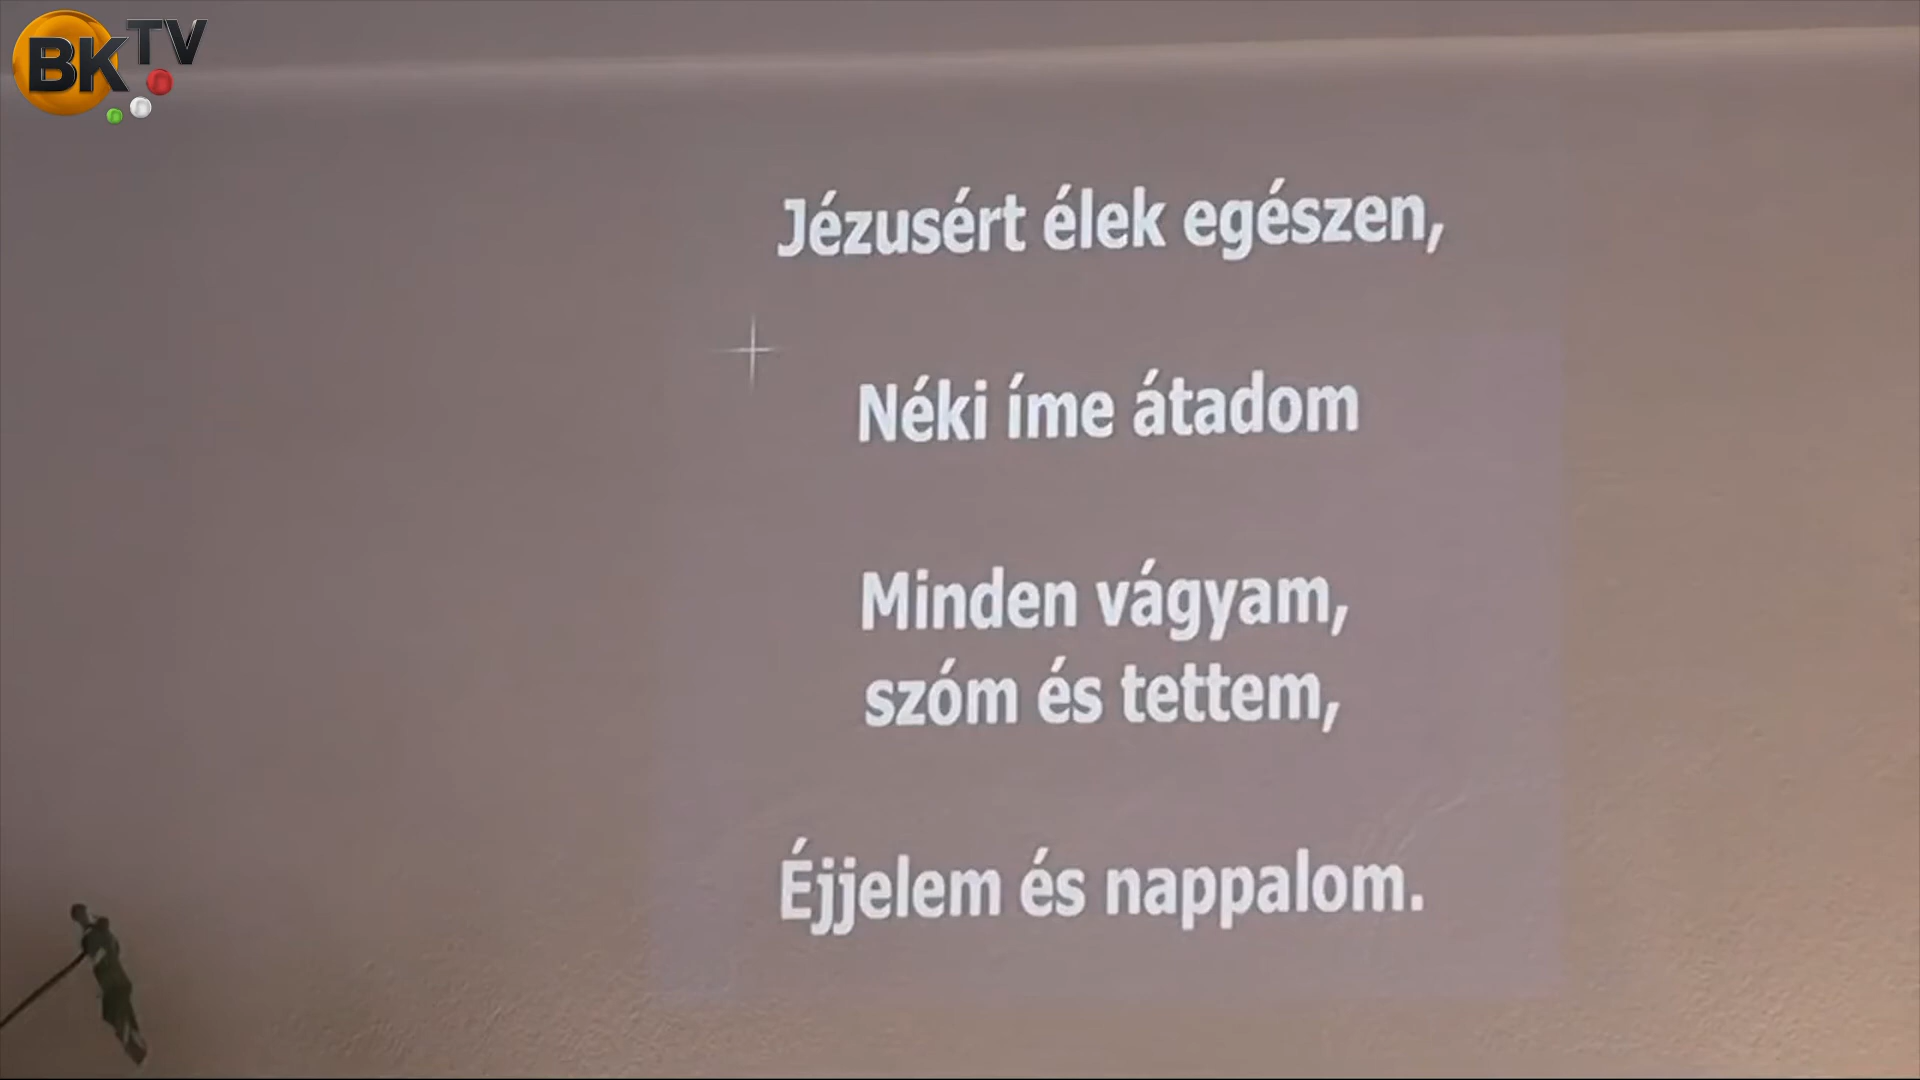 BKTV
Jézusért élek egészen,
Néki íme átadom
Minden vágyam,
szóm és tettem,
Éjjelem és nappalom.